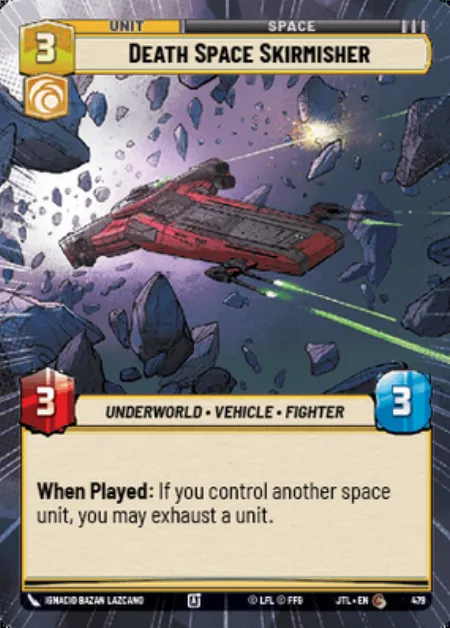 UNIT
SPACE
3
DEATH SPACE SKIRMISHER
3
UNDERWORLD • VEHICLE • FIGHTER
3
When Played: If you control another space
unit, you may exhaust a unit.
IGNACIO BAZAN LAZCANO
© LFL © FFG
JTL • EN
479